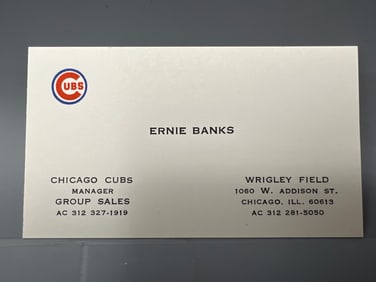 CUBS
ERNIE BANKS
CHICAGO CUBS
MANAGER
GROUP SALES
AC 312 327-1919
WRIGLEY FIELD
1060 W. ADDISON ST.
CHICAGO, ILL. 60613
AC 312 281-5050